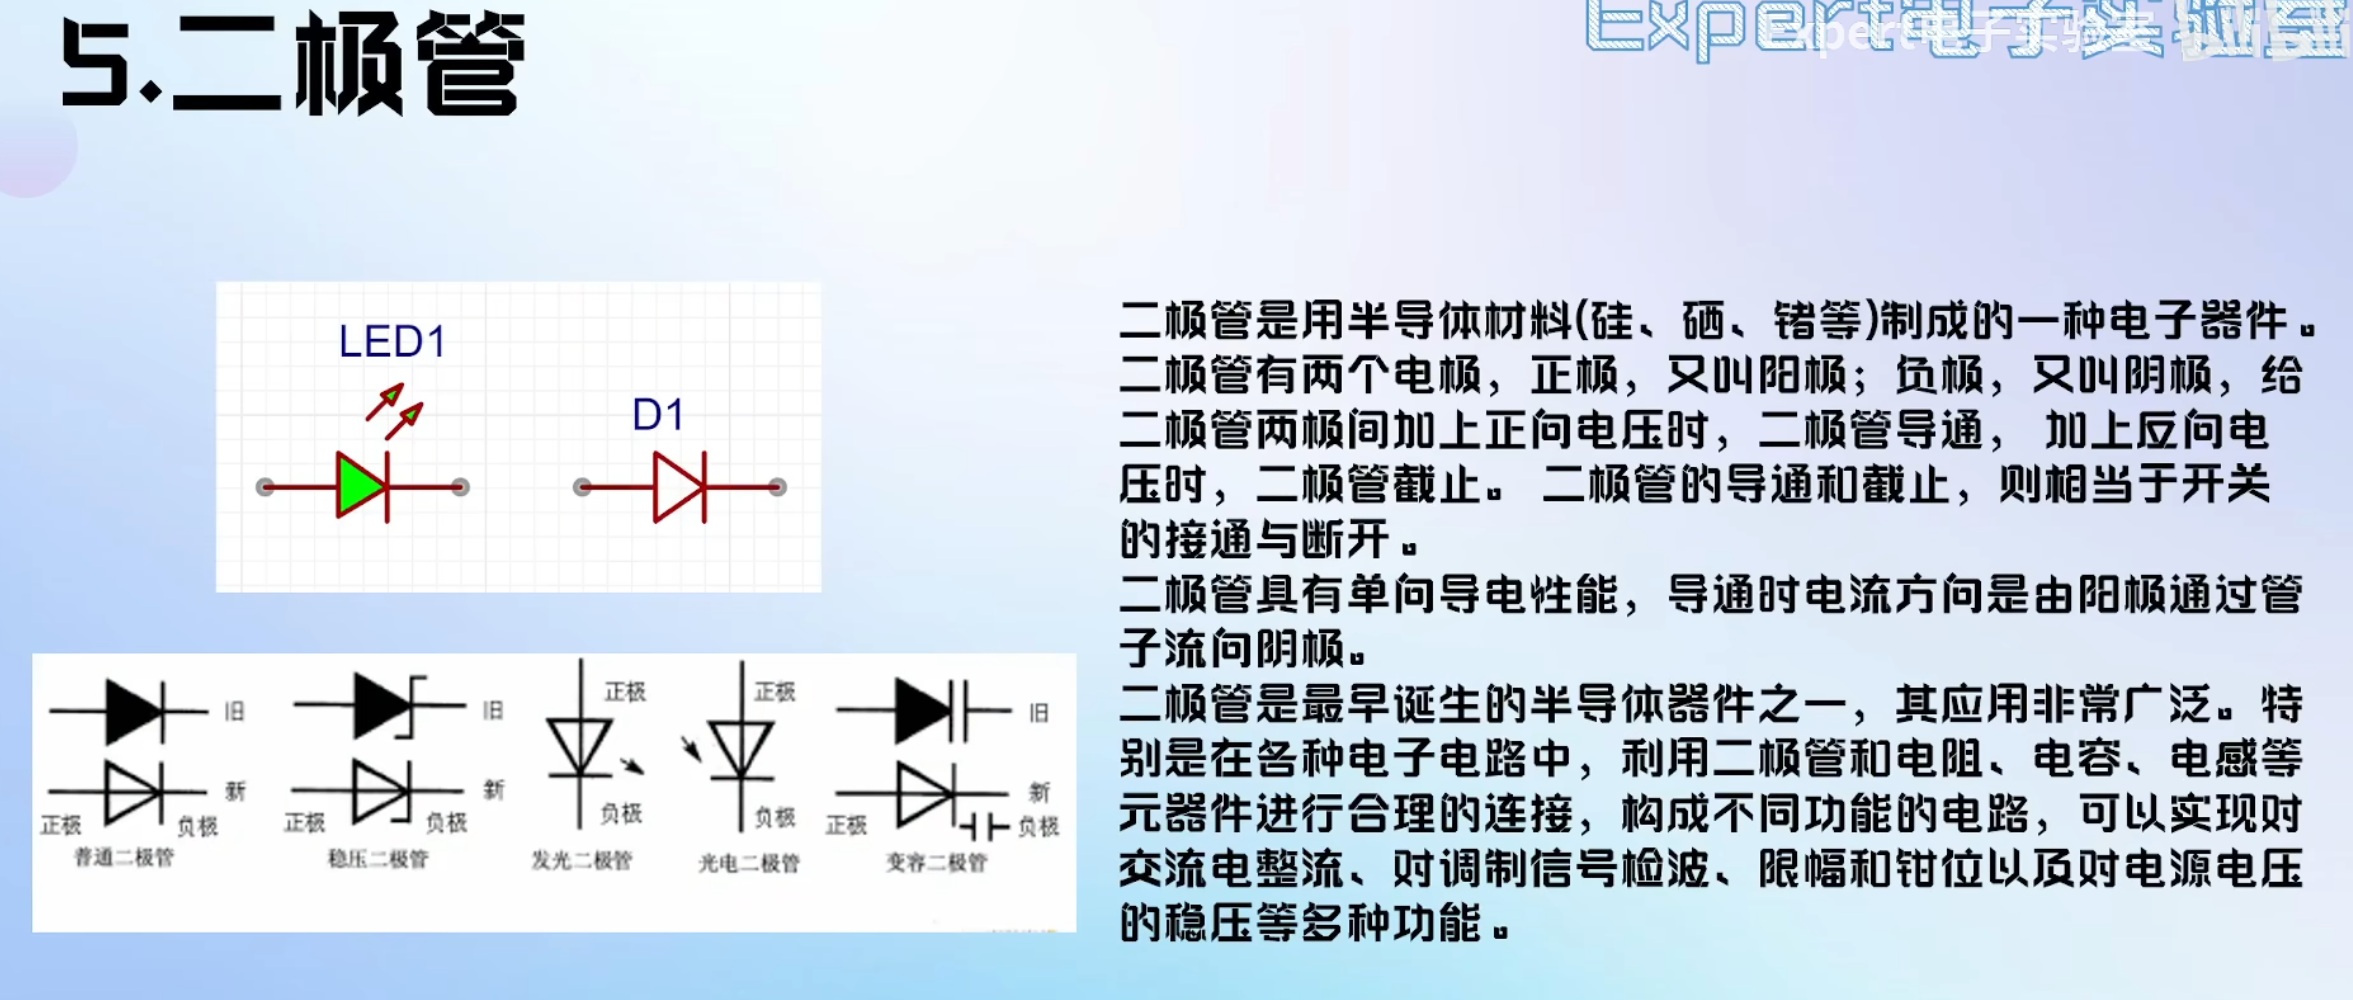 5.二极管
Expert电子实验室
LED1
D1
旧
旧
正极
正极
旧
新
新
新
正极
负极
正极
负极
负极
负极
正极
负极
普通二极管
稳压二极管
发光二极管
光电二极管
变容二极管
二极管是用半导体材料(硅、硒、锗等)制成的一种电子器件。
二极管有两个电极，正极，又叫阳极；负极，又叫阴极，给
二极管两极间加上正向电压时，二极管导通， 加上反向电
压时，二极管截止。 二极管的导通和截止，则相当于开关
的接通与断开。
二极管具有单向导电性能，导通时电流方向是由阳极通过管
子流向阴极。
二极管是最早诞生的半导体器件之一，其应用非常广泛。特
别是在各种电子电路中，利用二极管和电阻、电容、电感等
元器件进行合理的连接，构成不同功能的电路，可以实现对
交流电整流、对调制信号检波、限幅和钳位以及对电源电压
的稳压等多种功能。